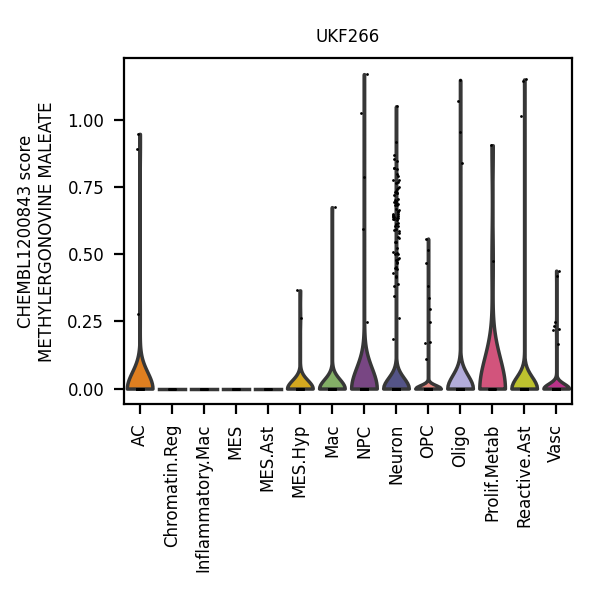 UKF266
CHEMBL1200843 score
METHYLERGONOVINE MALEATE
1.00
0.75
0.50
0.25
0.00
AC
Chromatin.Reg
Inflammatory.Mac
MES
MES.Ast
MES.Hyp
Mac
NPC
Neuron
OPC
Oligo
Prolif.Metab
Reactive.Ast
Vasc